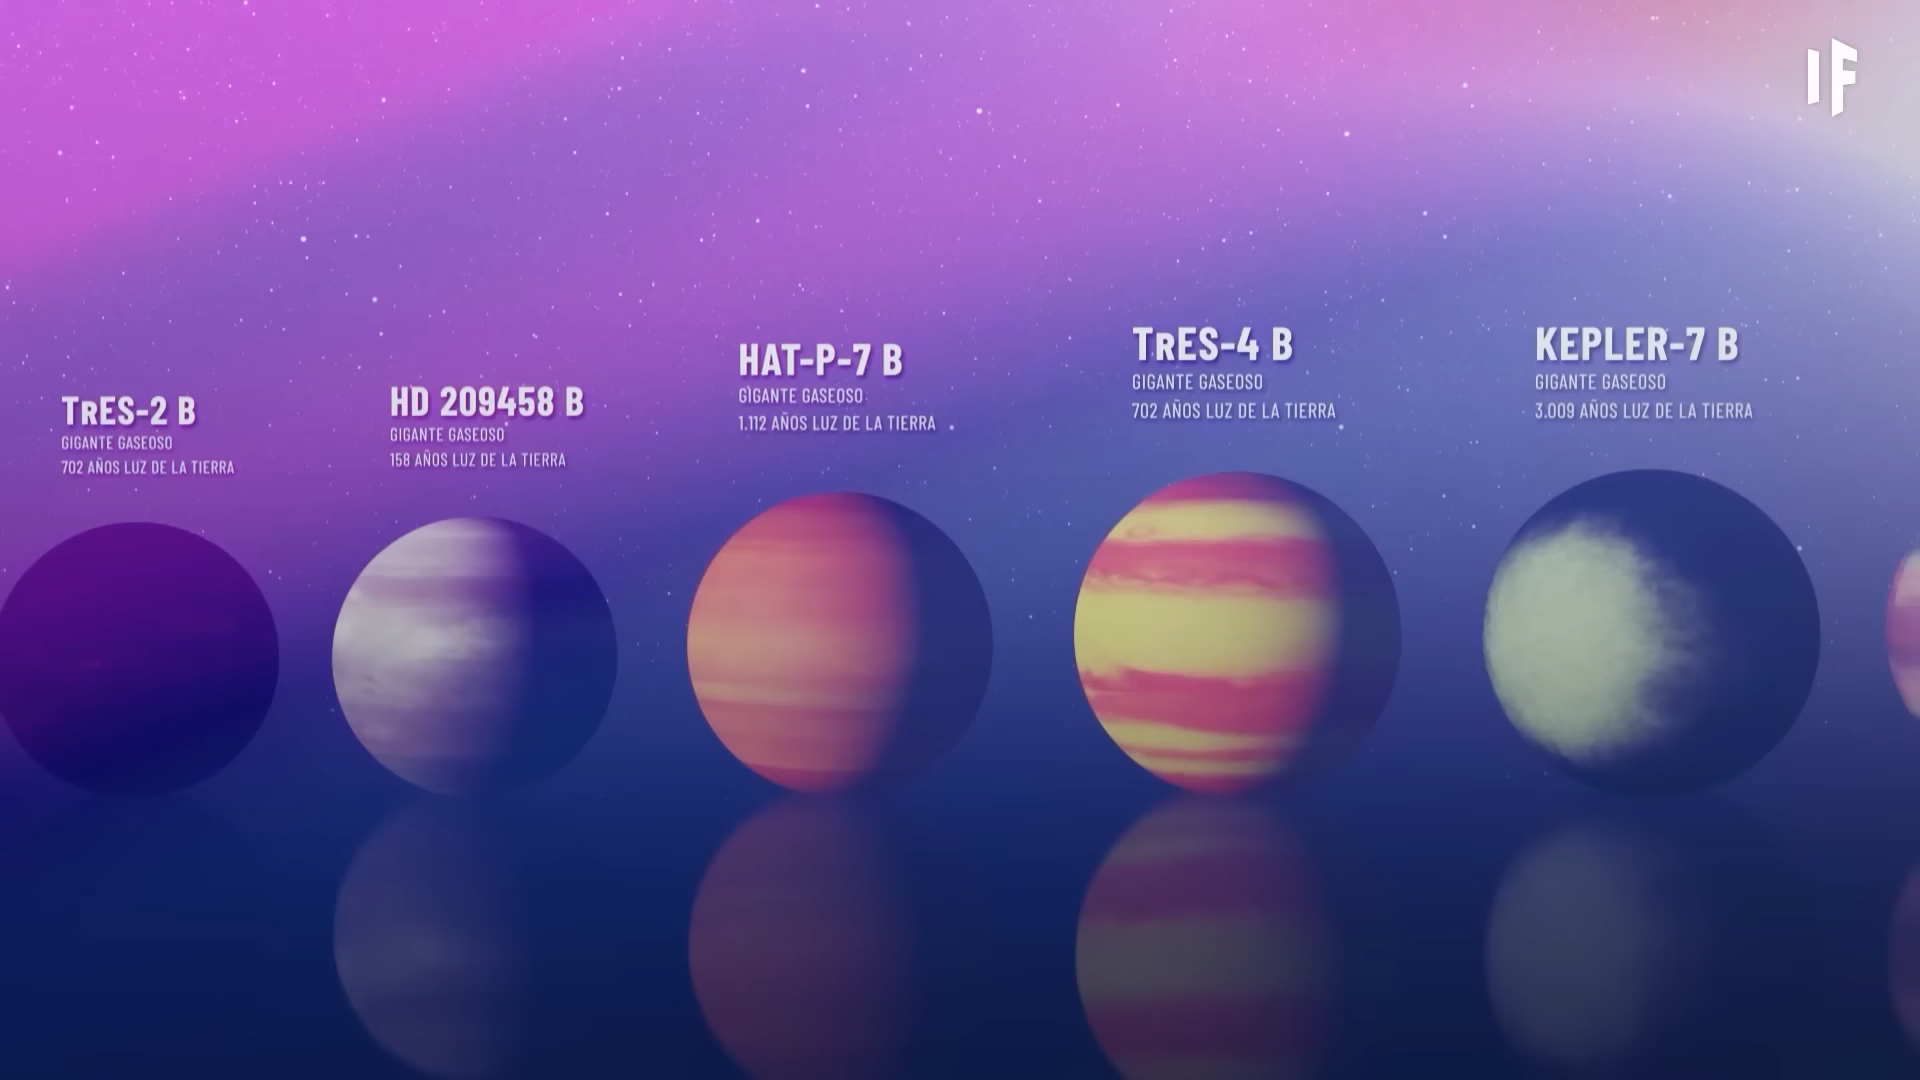 IF
TrES-2 B
GIGANTE GASEOSO
702 AÑOS LUZ DE LA TIERRA
HD 209458 B
GIGANTE GASEOSO
158 AÑOS LUZ DE LA TIERRA
HAT-P-7 B
GIGANTE GASEOSO
1.112 AÑOS LUZ DE LA TIERRA
TrES-4 B
GIGANTE GASEOSO
702 AÑOS LUZ DE LA TIERRA
KEPLER-7 B
GIGANTE GASEOSO
3.009 AÑOS LUZ DE LA TIERRA